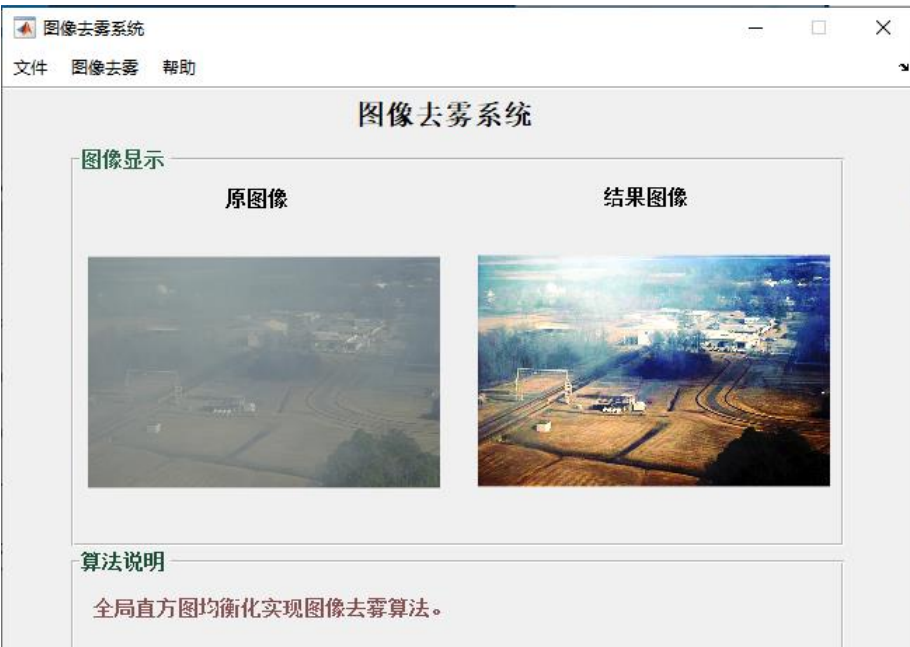 图像去雾系统
文件 图像去雾 帮助
图像去雾系统
图像显示
原图像 结果图像
算法说明
全局直方图均衡化实现图像去雾算法。